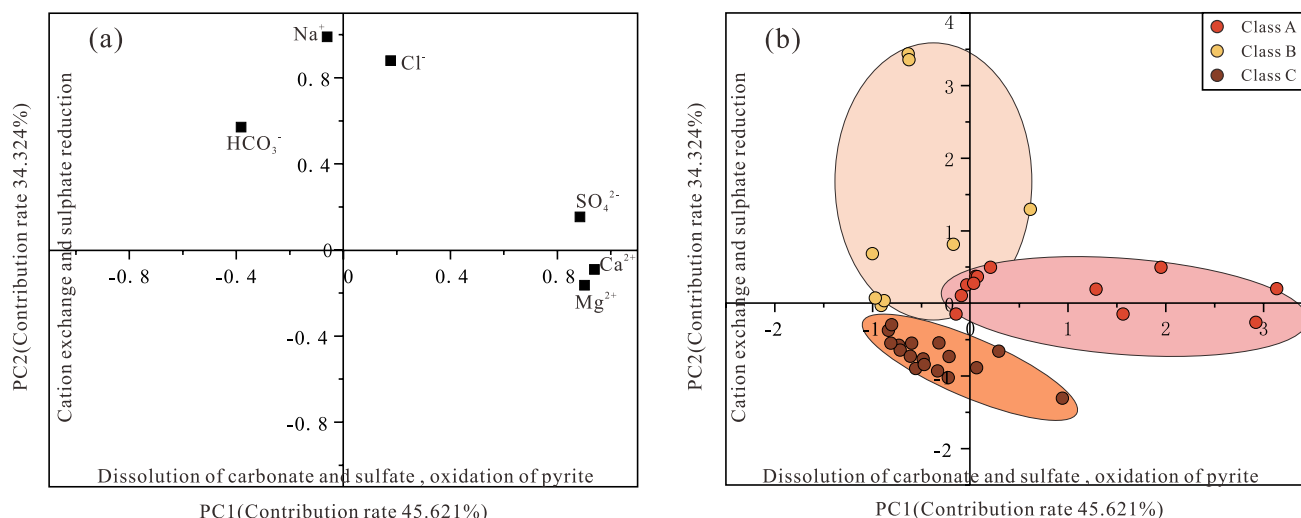 (a)
Na⁺
Cl⁻
HCO₃⁻
SO₄²⁻
Ca²⁺
Mg²⁺
0. 8
0. 4
0
-0. 4
-0. 8
-0. 8
-0. 4
0
0. 4
0. 8
PC2(Contribution rate 34.324%)
Cation exchange and sulphate reduction
Dissolution of carbonate and sulfate , oxidation of pyrite
PC1(Contribution rate 45.621%)
(b)
Class A
Class B
Class C
4
3
2
1
0
-1
-2
-2
-1
0
1
2
3
PC2(Contribution rate 34.324%)
Cation exchange and sulphate reduction
Dissolution of carbonate and sulfate , oxidation of pyrite
PC1(Contribution rate 45.621%)